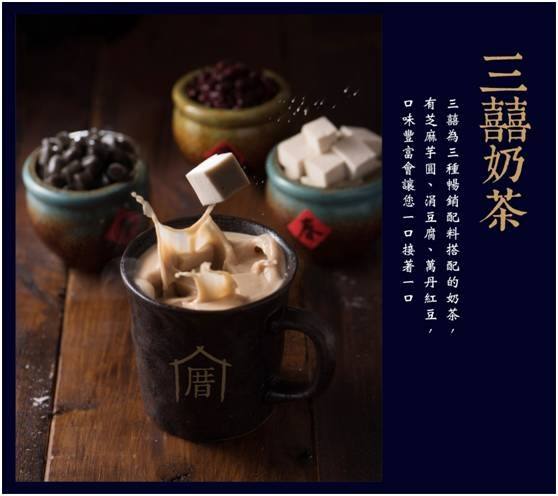 三囍奶茶
三囍為三種暢銷配料搭配的奶茶，
有芝麻芋圓、涓豆腐、萬丹紅豆，
口味豐富會讓您一口接著一口
厝
春